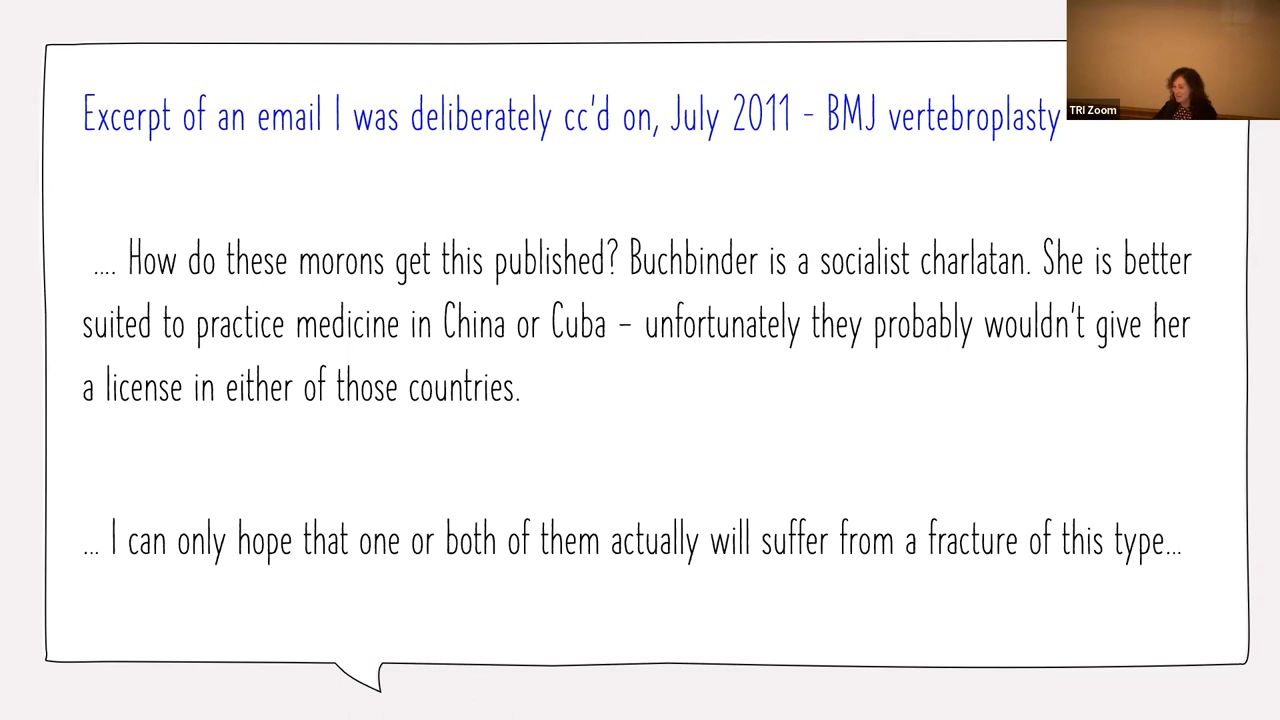 Excerpt of an email I was deliberately cc'd on, July 2011 - BMJ vertebroplasty
TRI Zoom
.... How do these morons get this published? Buchbinder is a socialist charlatan. She is better
suited to practice medicine in China or Cuba – unfortunately they probably wouldn't give her
a license in either of those countries.
... I can only hope that one or both of them actually will suffer from a fracture of this type...